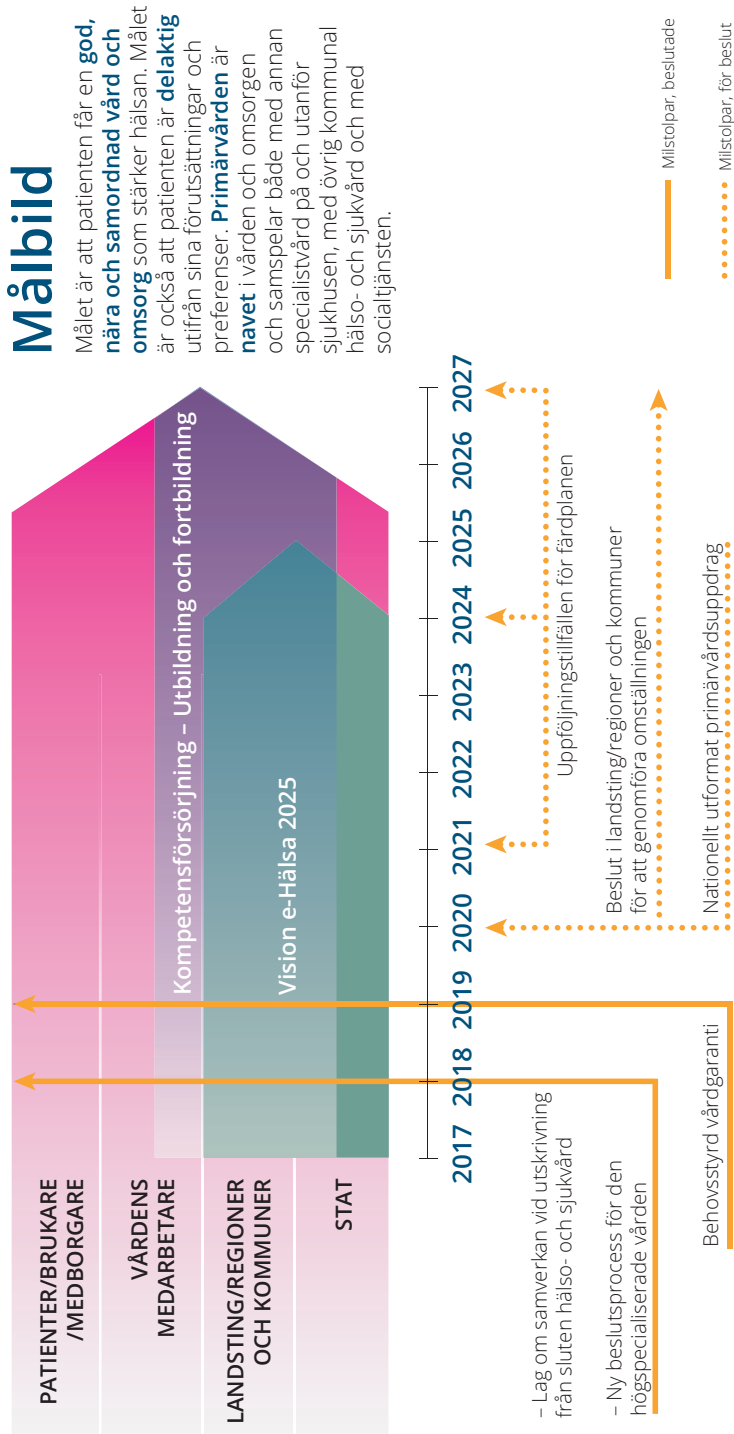 Målbild
Målet är att patienten får en god,
nära och samordnad vård och
omsorg som stärker hälsan. Målet
är också att patienten är delaktig
utifrån sina förutsättningar och
preferenser. Primärvården är
navet i vården och omsorgen
och samspelar både med annan
specialistvård på och utanför
sjukhusen, med övrig kommunal
hälso- och sjukvård och med
socialtjänsten.
PATIENTER/BRUKARE
/MEDBORGARE
VÅRDENS
MEDARBETARE
LANDSTING/REGIONER
OCH KOMMUNER
STAT
Kompetensförsörjning – Utbildning och fortbildning
Vision e-Hälsa 2025
2017 2018 2019 2020 2021 2022 2023 2024 2025 2026 2027
– Lag om samverkan vid utskrivning
från sluten hälso- och sjukvård
– Ny beslutsprocess för den
högspecialiserade vården
Behovsstyrd vårdgaranti
Uppföljningstillfällen för färdplanen
Beslut i landsting/regioner och kommuner
för att genomföra omställningen
Nationellt utformat primärvårdsuppdrag
Milstolpar, beslutade
Milstolpar, för beslut